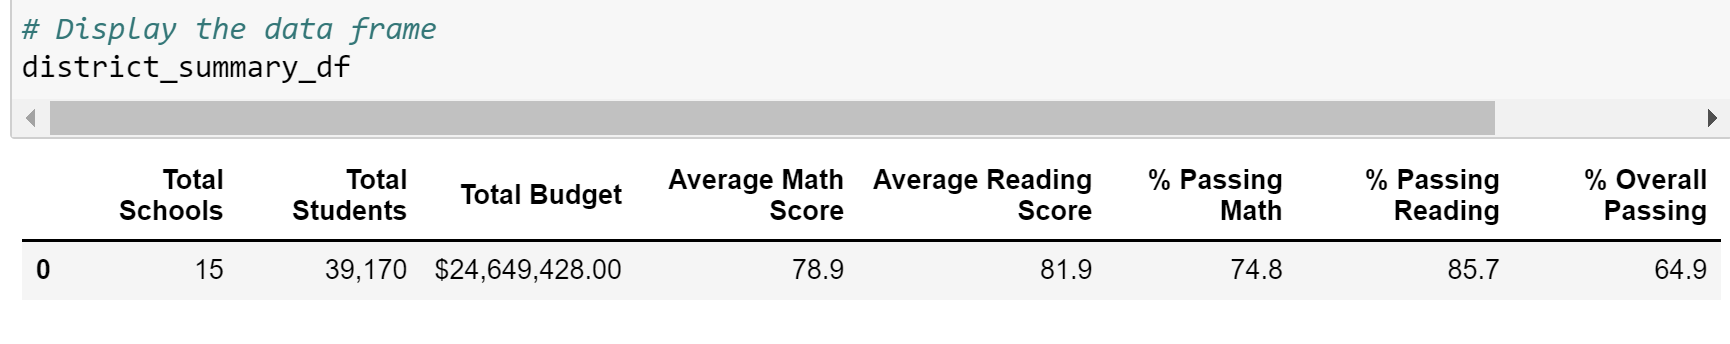 # Display the data frame
district_summary_df
Total Schools Total Students Total Budget Average Math Score Average Reading Score % Passing Math % Passing Reading % Overall Passing
0 15 39,170 $24,649,428.00 78.9 81.9 74.8 85.7 64.9